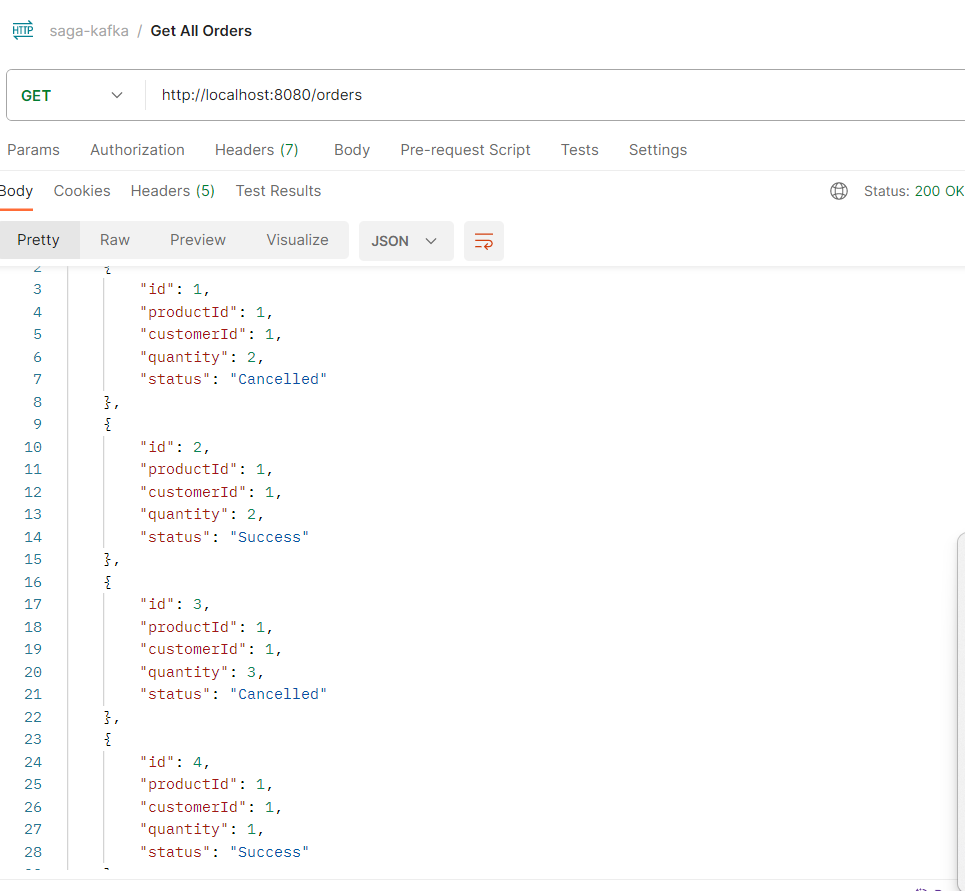 HTTP saga-kafka / Get All Orders
GET http://localhost:8080/orders
Params Authorization Headers (7) Body Pre-request Script Tests Settings
Body Cookies Headers (5) Test Results Status: 200 OK
Pretty Raw Preview Visualize JSON
2 {
3 "id": 1,
4 "productId": 1,
5 "customerId": 1,
6 "quantity": 2,
7 "status": "Cancelled"
8 },
9 {
10 "id": 2,
11 "productId": 1,
12 "customerId": 1,
13 "quantity": 2,
14 "status": "Success"
15 },
16 {
17 "id": 3,
18 "productId": 1,
19 "customerId": 1,
20 "quantity": 3,
21 "status": "Cancelled"
22 },
23 {
24 "id": 4,
25 "productId": 1,
26 "customerId": 1,
27 "quantity": 1,
28 "status": "Success"